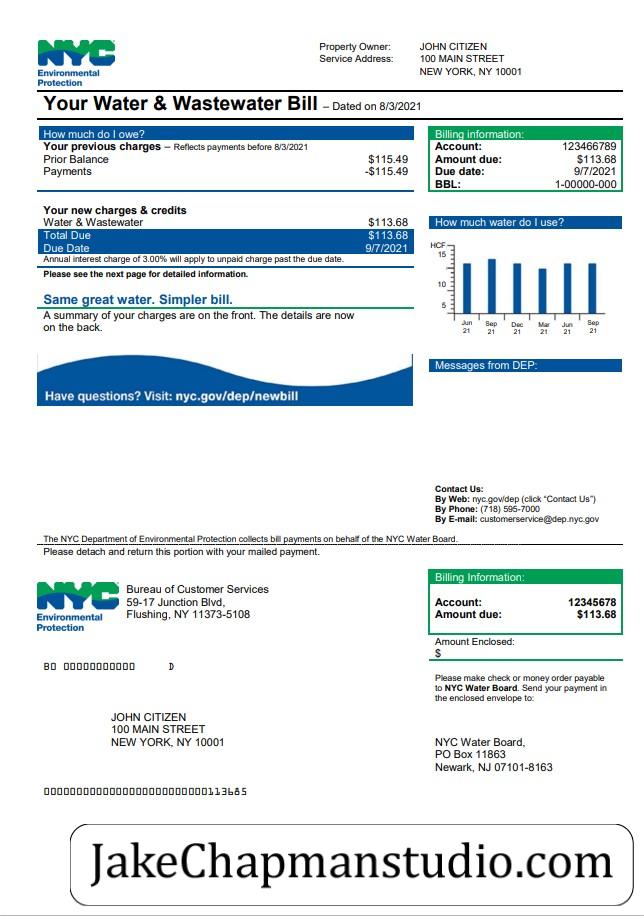 NYC
Environmental
Protection
Property Owner: JOHN CITIZEN
Service Address: 100 MAIN STREET
NEW YORK, NY 10001
Your Water & Wastewater Bill – Dated on 8/3/2021
How much do I owe?
Your previous charges – Reflects payments before 8/3/2021
Prior Balance $115.49
Payments -$115.49
Your new charges & credits
Water & Wastewater $113.68
Total Due $113.68
Due Date 9/7/2021
Annual interest charge of 3.00% will apply to unpaid charge past the due date.
Please see the next page for detailed information.
Same great water. Simpler bill.
A summary of your charges are on the front. The details are now
on the back.
Have questions? Visit: nyc.gov/dep/newbill
Billing information:
Account: 123466789
Amount due: $113.68
Due date: 9/7/2021
BBL: 1-00000-000
How much water do I use?
HCF
15
10
5
Jun Sep Dec Mar Jun Sep
21 21 21 21 21 21
Messages from DEP:
Contact Us:
By Web: nyc.gov/dep (click “Contact Us”)
By Phone: (718) 595-7000
By E-mail: customerservice@dep.nyc.gov
The NYC Department of Environmental Protection collects bill payments on behalf of the NYC Water Board.
Please detach and return this portion with your mailed payment.
NYC
Environmental
Protection
Bureau of Customer Services
59-17 Junction Blvd,
Flushing, NY 11373-5108
Billing Information:
Account: 12345678
Amount due: $113.68
Amount Enclosed:
$
Please make check or money order payable
to NYC Water Board. Send your payment in
the enclosed envelope to:
NYC Water Board,
PO Box 11863
Newark, NJ 07101-8163
D
JOHN CITIZEN
100 MAIN STREET
NEW YORK, NY 10001
JakeChapmanstudio.com